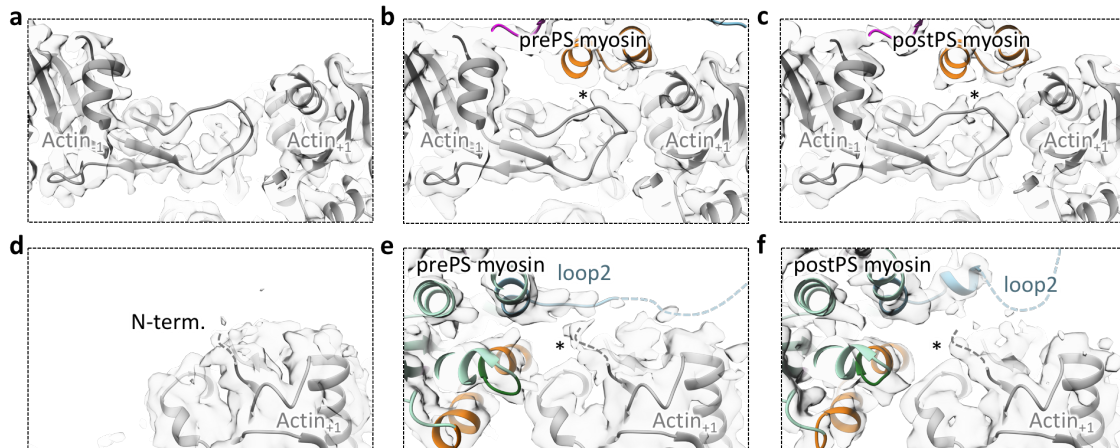 a
b
c
prePS myosin
postPS myosin
*
*
Actin-1
Actin+1
Actin-1
Actin+1
Actin-1
Actin+1
d
e
f
prePS myosin
loop2
postPS myosin
loop2
N-term.
*
*
Actin+1
Actin+1
Actin+1